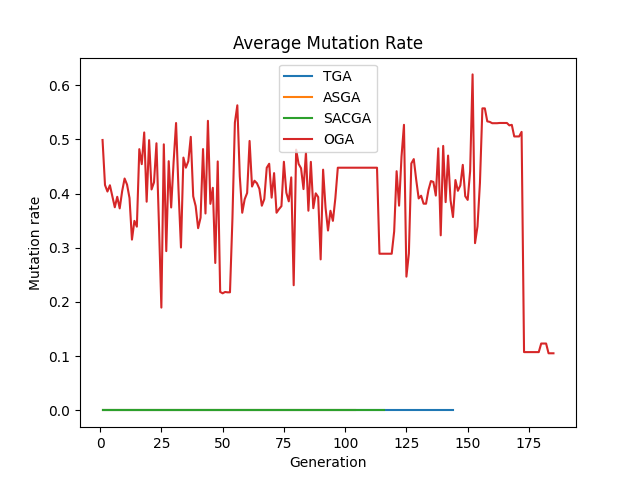 Average Mutation Rate
TGA
ASGA
SACGA
OGA
Mutation rate
0.6
0.5
0.4
0.3
0.2
0.1
0.0
0 25 50 75 100 125 150 175
Generation